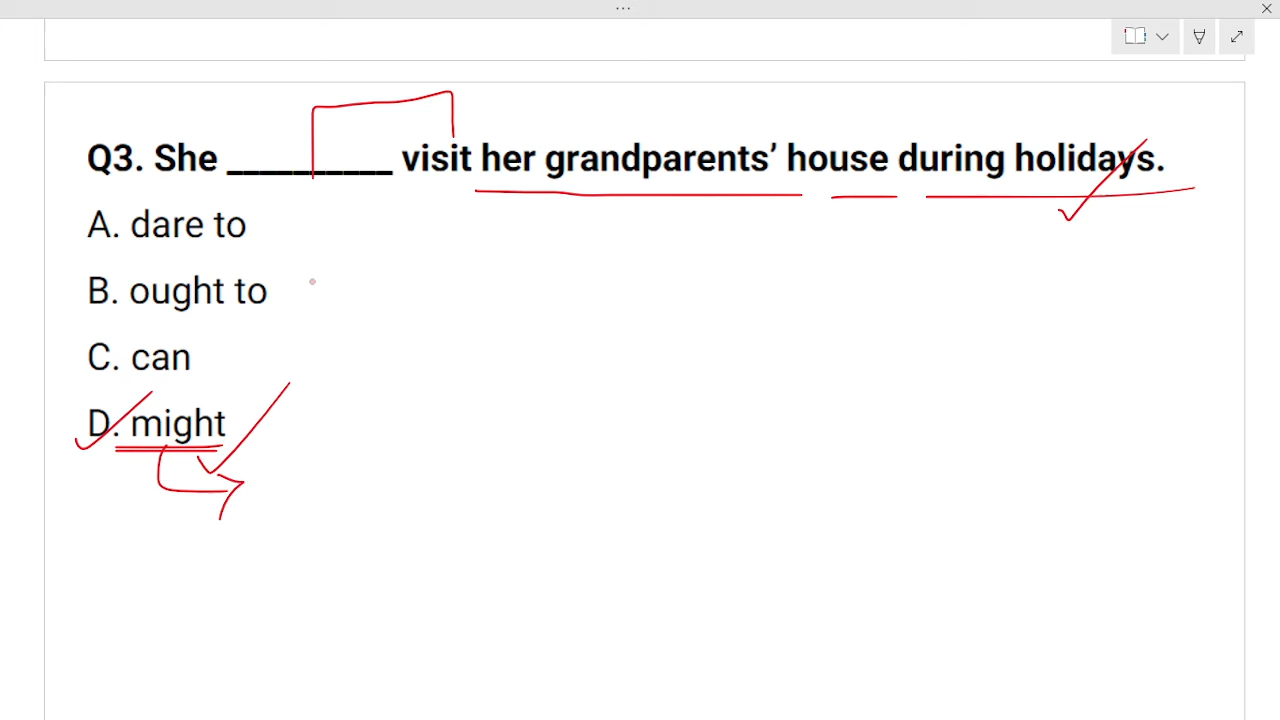 Q3. She __________ visit her grandparents’ house during holidays.
A. dare to
B. ought to
C. can
D. might